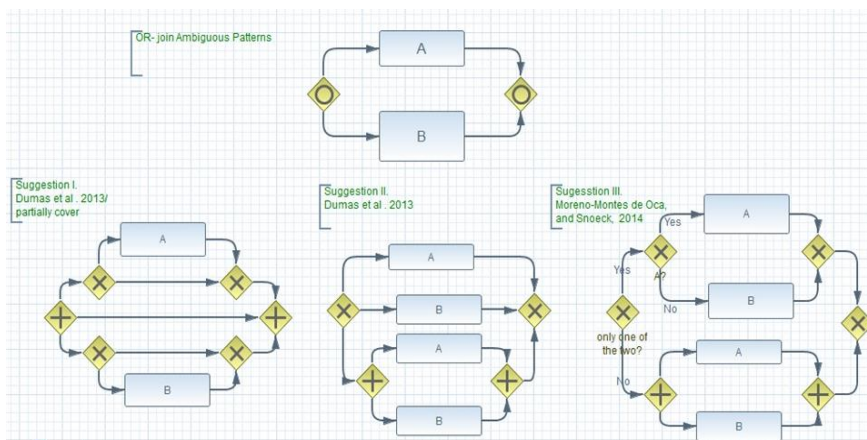 OR- join Ambiguous Patterns
A
B
Suggestion I.
Dumas et al . 2013/
partially cover
A
B
Suggestion II.
Dumas et al . 2013
A
B
A
B
Sugesstion III.
Moreno-Montes de Oca,
and Snoeck, 2014
Yes
A
Yes
A?
No
B
only one of
the two?
No
A
B